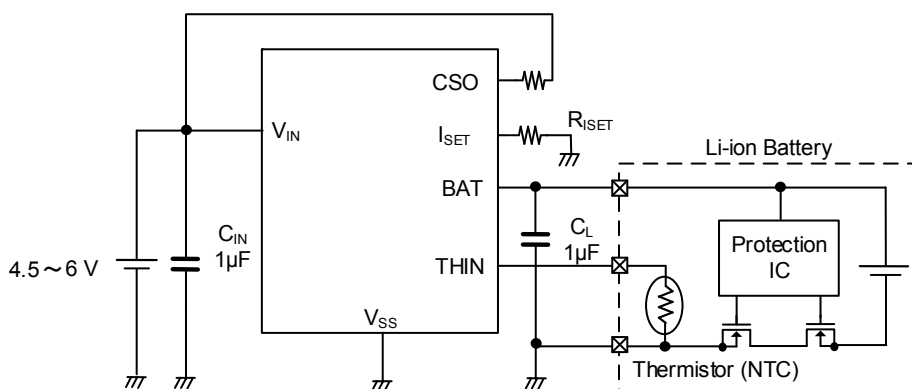 CSO
V_IN
I_SET
R_ISET
Li-ion Battery
BAT
C_IN
1μF
C_L
1μF
Protection
IC
4.5～6 V
THIN
V_SS
Thermistor (NTC)